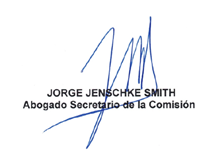 JORGE JENSCHKE SMITH
Abogado Secretario de la Comisión